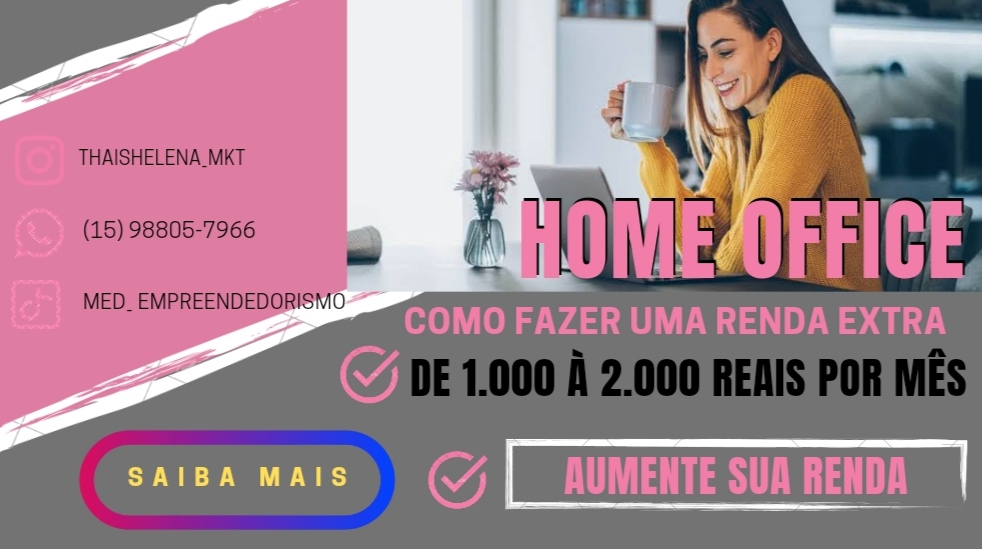 THAISHELENA_MKT
(15) 98805-7966
MED_ EMPREENDEDORISMO
HOME OFFICE
COMO FAZER UMA RENDA EXTRA
DE 1.000 À 2.000 REAIS POR MÊS
SAIBA MAIS
AUMENTE SUA RENDA